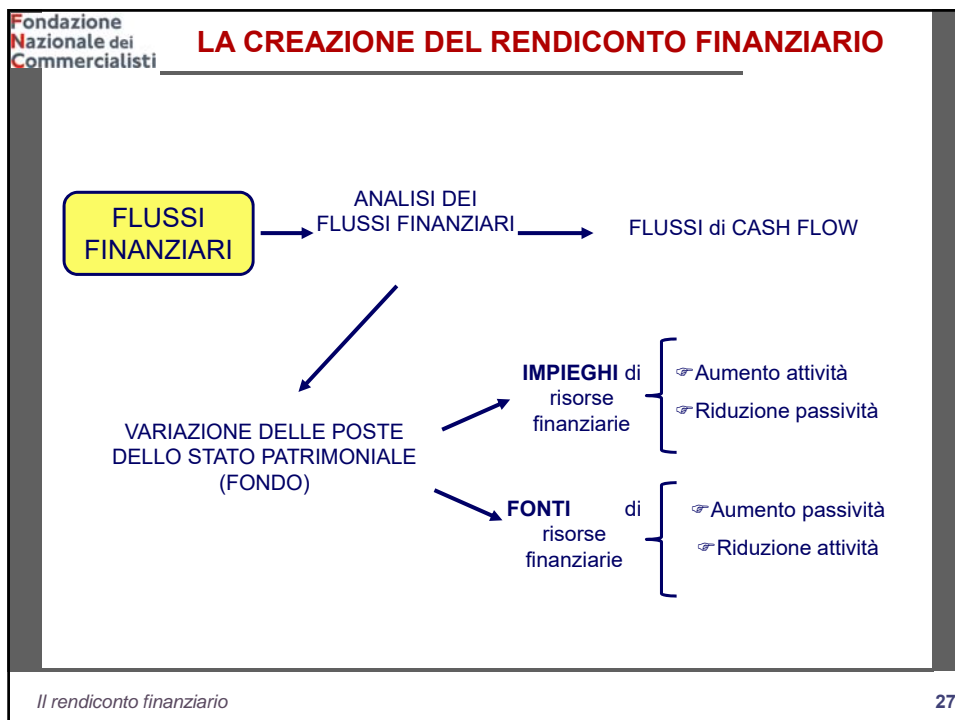 Fondazione
Nazionale dei
Commercialisti
LA CREAZIONE DEL RENDICONTO FINANZIARIO
FLUSSI
FINANZIARI
ANALISI DEI
FLUSSI FINANZIARI
FLUSSI di CASH FLOW
VARIAZIONE DELLE POSTE
DELLO STATO PATRIMONIALE
(FONDO)
IMPIEGHI di
risorse
finanziarie
☞Aumento attività
☞Riduzione passività
FONTI di
risorse
finanziarie
☞Aumento passività
☞Riduzione attività
Il rendiconto finanziario
27